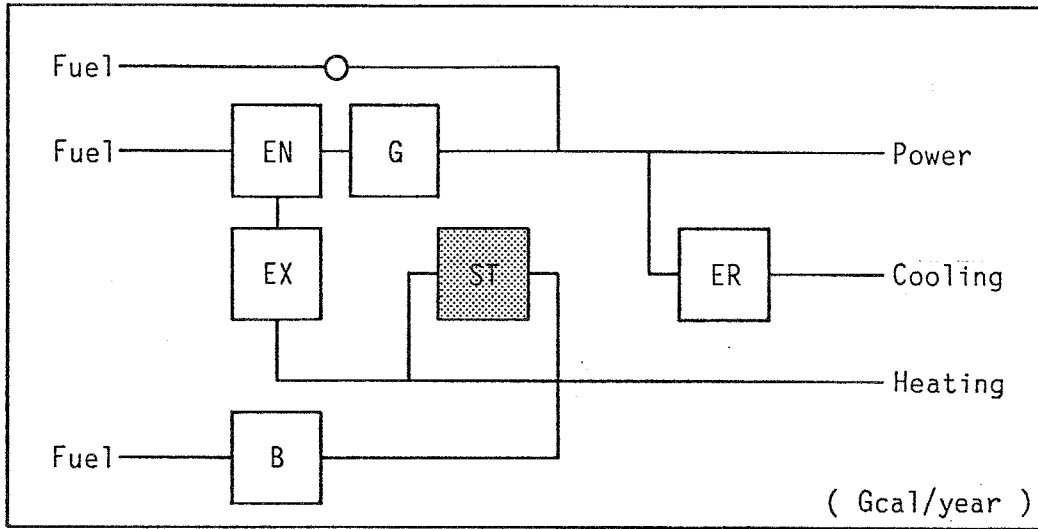 Fuel
Fuel EN G Power
EX ST ER Cooling
Heating
Fuel B
( Gcal/year )